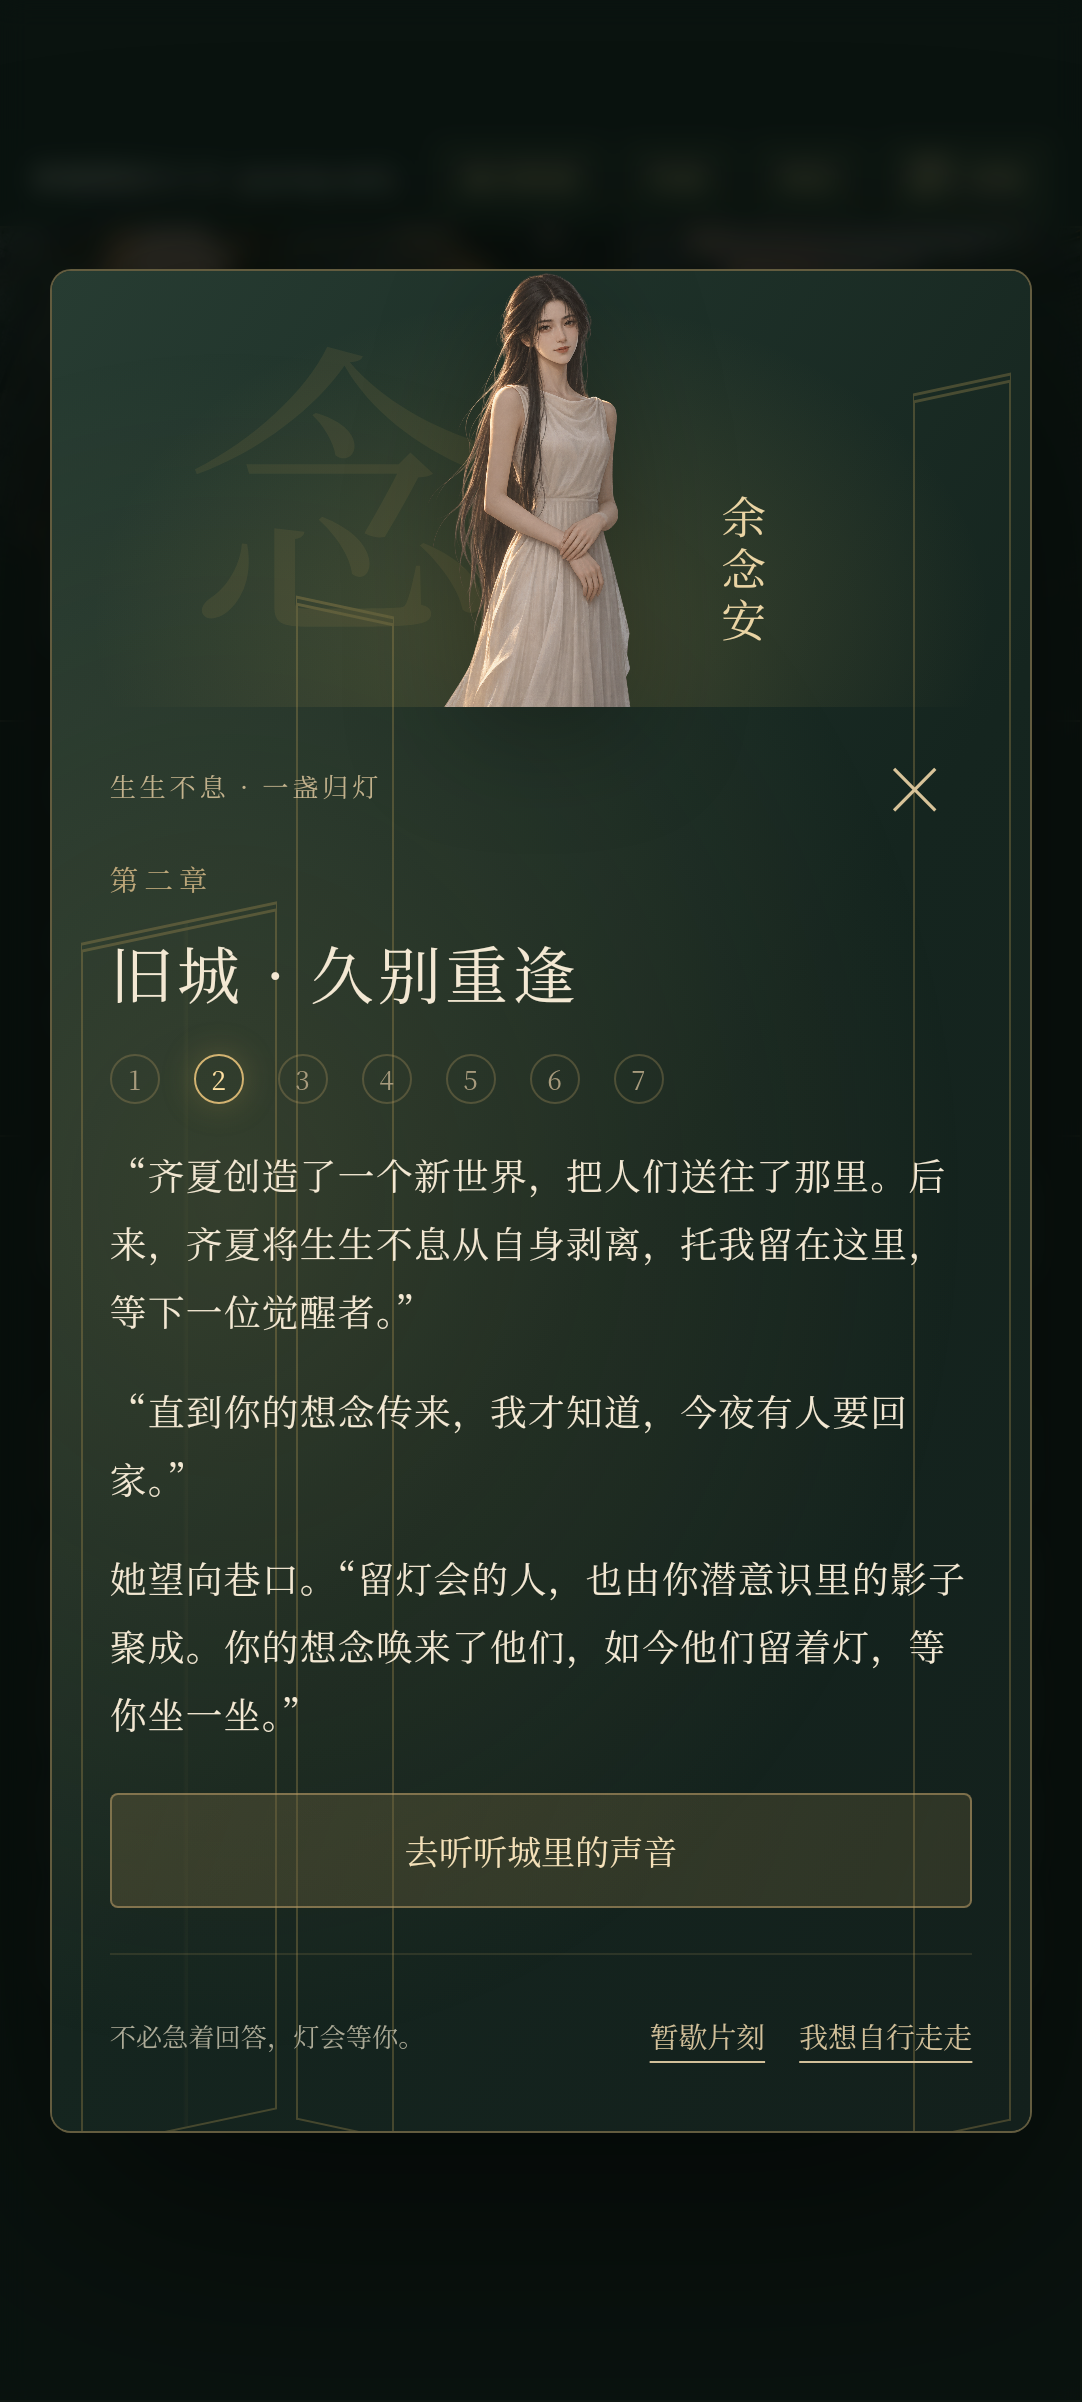 念
余念安
生生不息 · 一盏归灯
第二章
旧城 · 久别重逢
1 2 3 4 5 6 7
“齐夏创造了一个新世界，把人们送往了那里。后
来，齐夏将生生不息从自身剥离，托我留在这里，
等下一位觉醒者。”
“直到你的想念传来，我才知道，今夜有人要回
家。”
她望向巷口。“留灯会的人，也由你潜意识里的影子
聚成。你的想念唤来了他们，如今他们留着灯，等
你坐一坐。”
去听听城里的声音
不必急着回答，灯会等你。
暂歇片刻 我想自行走走